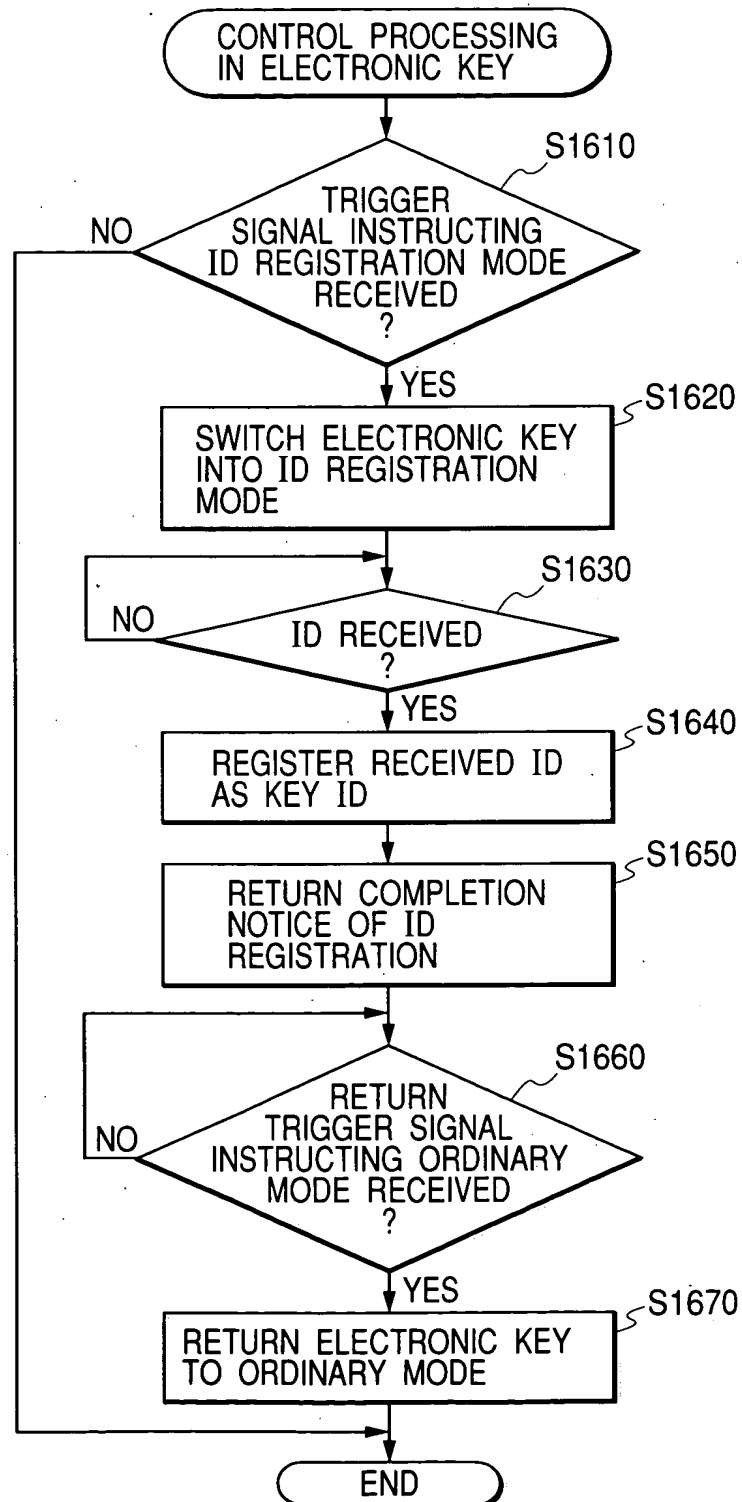 CONTROL PROCESSING
IN ELECTRONIC KEY
S1610
TRIGGER
SIGNAL INSTRUCTING
ID REGISTRATION MODE
RECEIVED
?
NO
YES
S1620
SWITCH ELECTRONIC KEY
INTO ID REGISTRATION
MODE
S1630
ID RECEIVED
?
NO
YES
S1640
REGISTER RECEIVED ID
AS KEY ID
S1650
RETURN COMPLETION
NOTICE OF ID
REGISTRATION
S1660
RETURN
TRIGGER SIGNAL
INSTRUCTING ORDINARY
MODE RECEIVED
?
NO
YES
S1670
RETURN ELECTRONIC KEY
TO ORDINARY MODE
END